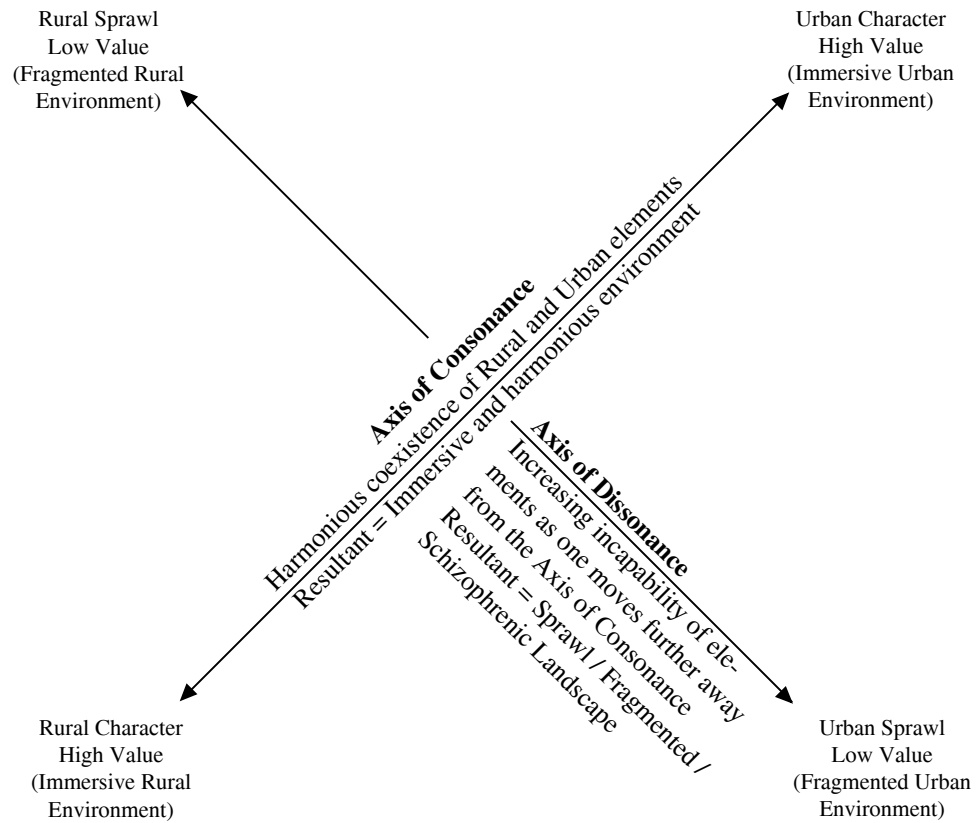 Rural Sprawl
Low Value
(Fragmented Rural
Environment)
Urban Character
High Value
(Immersive Urban
Environment)
Axis of Consonance
Harmonious coexistence of Rural and Urban elements
Resultant = Immersive and harmonious environment
Axis of Dissonance
Increasing incapability of ele-
ments as one moves further away
from the Axis of Consonance
Resultant = Sprawl / Fragmented /
Schizophrenic Landscape
Rural Character
High Value
(Immersive Rural
Environment)
Urban Sprawl
Low Value
(Fragmented Urban
Environment)